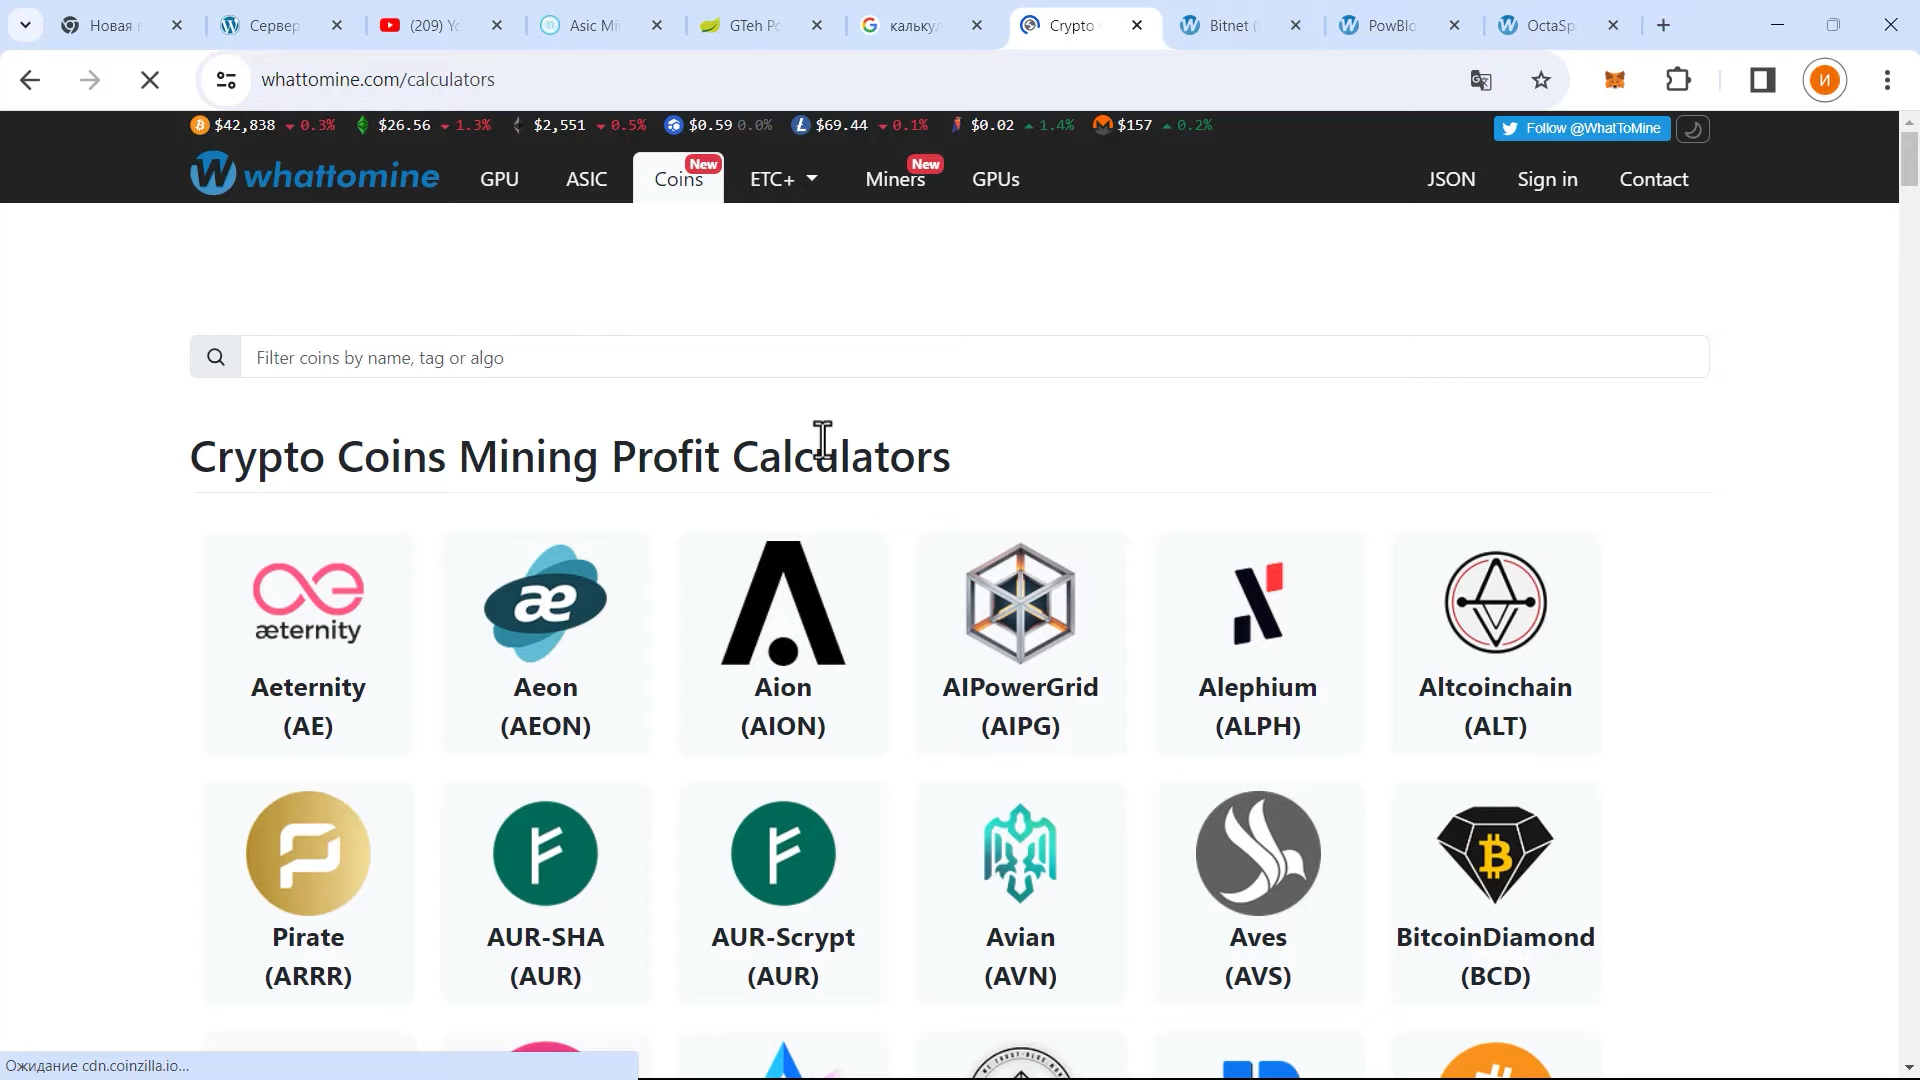 Новая
Сервер
(209) Yo
Asic Mi
GTeh Po
кальку
Crypto
Bitnet (
PowBlo
OctaSp
whattomine.com/calculators
И
$42,838 0.3% $26.56 1.3% $2,551 0.5% $0.59 0.0% $69.44 0.1% $0.02 1.4% $157 0.2%
Follow @WhatToMine
whattomine
GPU
ASIC
Coins New
ETC+
Miners New
GPUs
JSON
Sign in
Contact
Filter coins by name, tag or algo
Crypto Coins Mining Profit Calculators
æternity
Aeternity
(AE)
æ
Aeon
(AEON)
Aion
(AION)
AIPowerGrid
(AIPG)
Alephium
(ALPH)
Altcoinchain
(ALT)
Pirate
(ARRR)
AUR-SHA
(AUR)
AUR-Scrypt
(AUR)
Avian
(AVN)
Aves
(AVS)
BitcoinDiamond
(BCD)
Ожидание cdn.coinzilla.io...